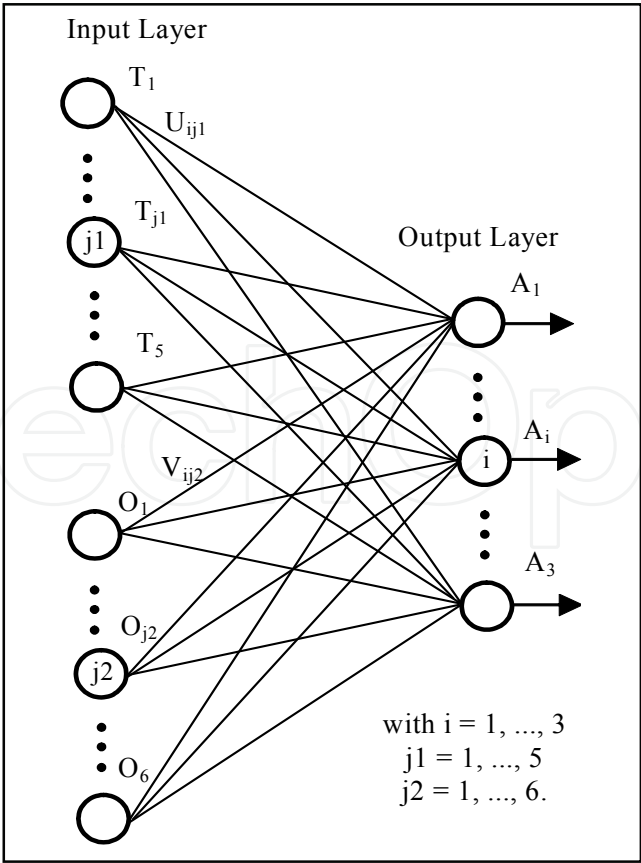 Input Layer
T1
Uij1
Tj1
j1
Output Layer
A1
T5
Ai
i
Vij2
O1
A3
Oj2
j2
with i = 1, ..., 3
j1 = 1, ..., 5
j2 = 1, ..., 6.
O6
echOp